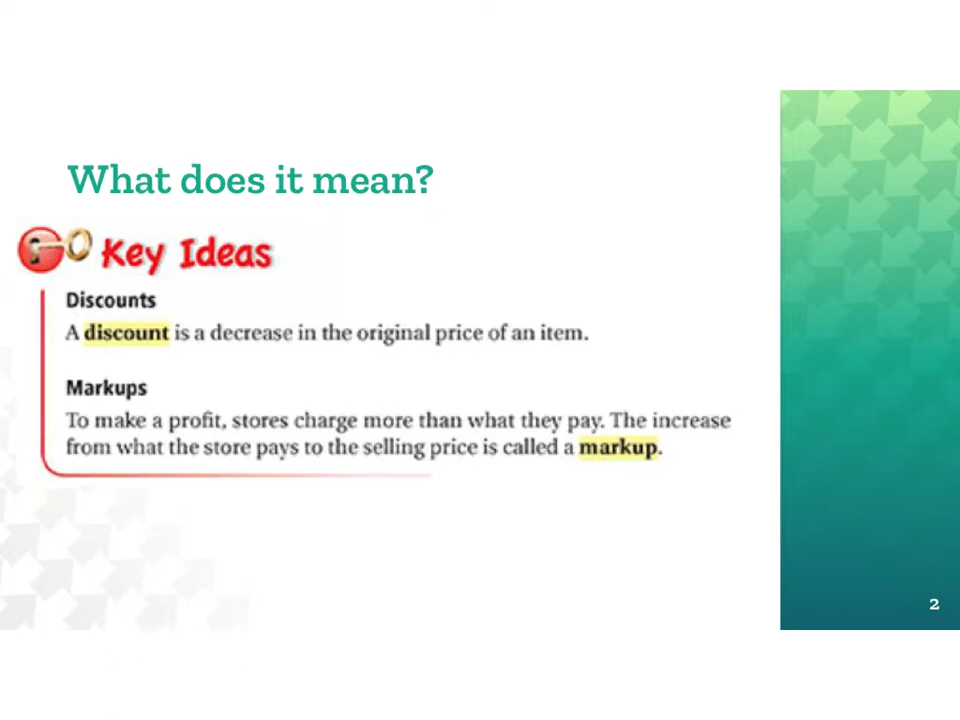 What does it mean?
Key Ideas
Discounts
A discount is a decrease in the original price of an item.
Markups
To make a profit, stores charge more than what they pay. The increase
from what the store pays to the selling price is called a markup.
2